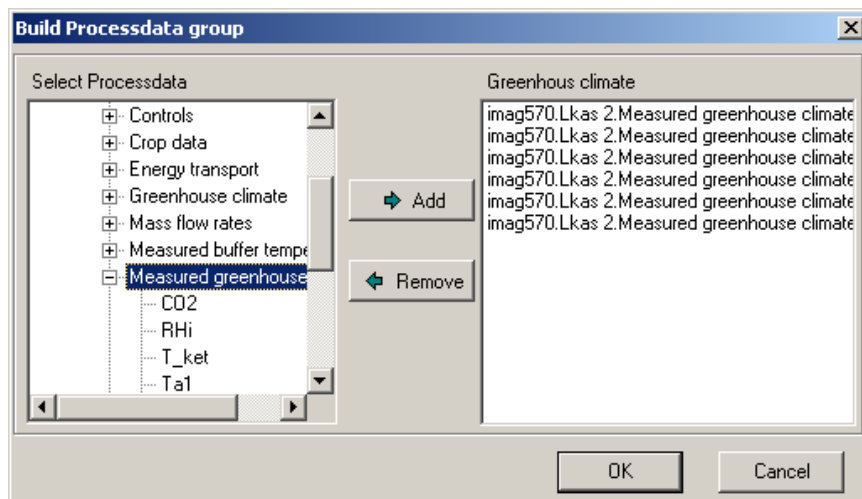 Build Processdata group
Select Processdata
Controls
Crop data
Energy transport
Greenhouse climate
Mass flow rates
Measured buffer tempe
Measured greenhouse
CO2
RHi
T_ket
Ta1
Add
Remove
Greenhous climate
imag570.Lkas 2.Measured greenhouse climate
imag570.Lkas 2.Measured greenhouse climate
imag570.Lkas 2.Measured greenhouse climate
imag570.Lkas 2.Measured greenhouse climate
imag570.Lkas 2.Measured greenhouse climate
imag570.Lkas 2.Measured greenhouse climate
OK
Cancel